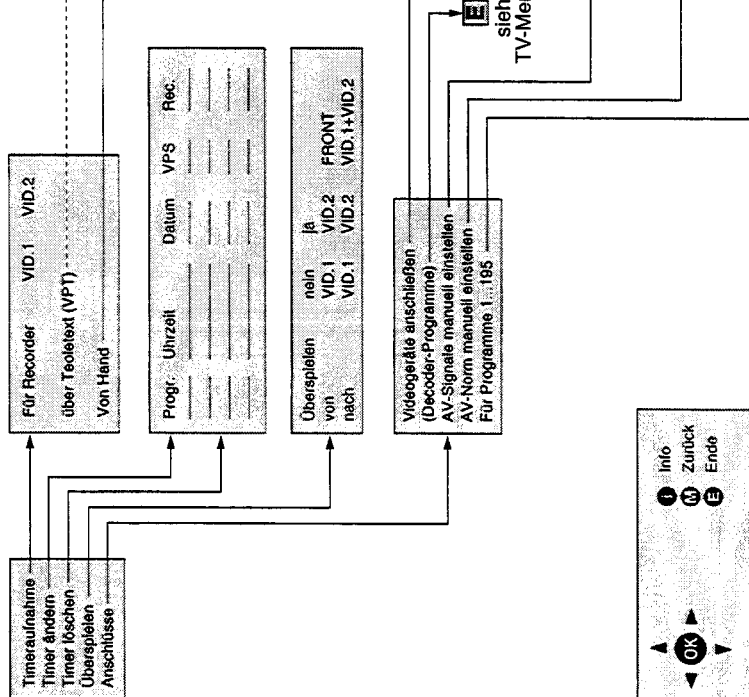 Timeraufnahme
Timer ändern
Timer löschen
Überspielen
Anschlüsse
Für Recorder VID.1 VID.2
über Teoletext (VPT)
Von Hand
Progr. Uhrzeit Datum VPS Rec.
Überspielen nein ja
von VID.1 VID.2 FRONT
nach VID.1 VID.2 VID.1+VID.2
Videogeräte anschließen
(Decoder-Programme)
AV-Signale manuell einstellen
AV-Norm manuell einstellen
Für Programme 1...195
E
TV-Me
OK
i Info
M Zurück
E Ende